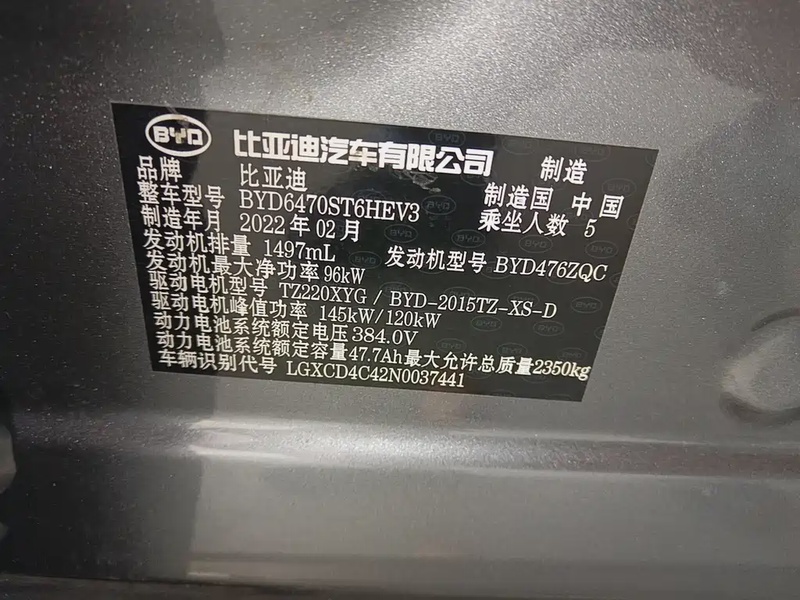 BYD 比亚迪汽车有限公司 制造
品牌 比亚迪 制造国 中国
整车型号 BYD6470ST6HEV3 乘坐人数 5
制造年月 2022年02月
发动机排量 1497mL 发动机型号 BYD476ZQC
发动机最大净功率 96kW
驱动电机型号 TZ220XYG / BYD-2015TZ-XS-D
驱动电机峰值功率 145kW/120kW
动力电池系统额定电压 384.0V
动力电池系统额定容量 47.7Ah 最大允许总质量 2350kg
车辆识别代号 LGXCD4C42N0037441